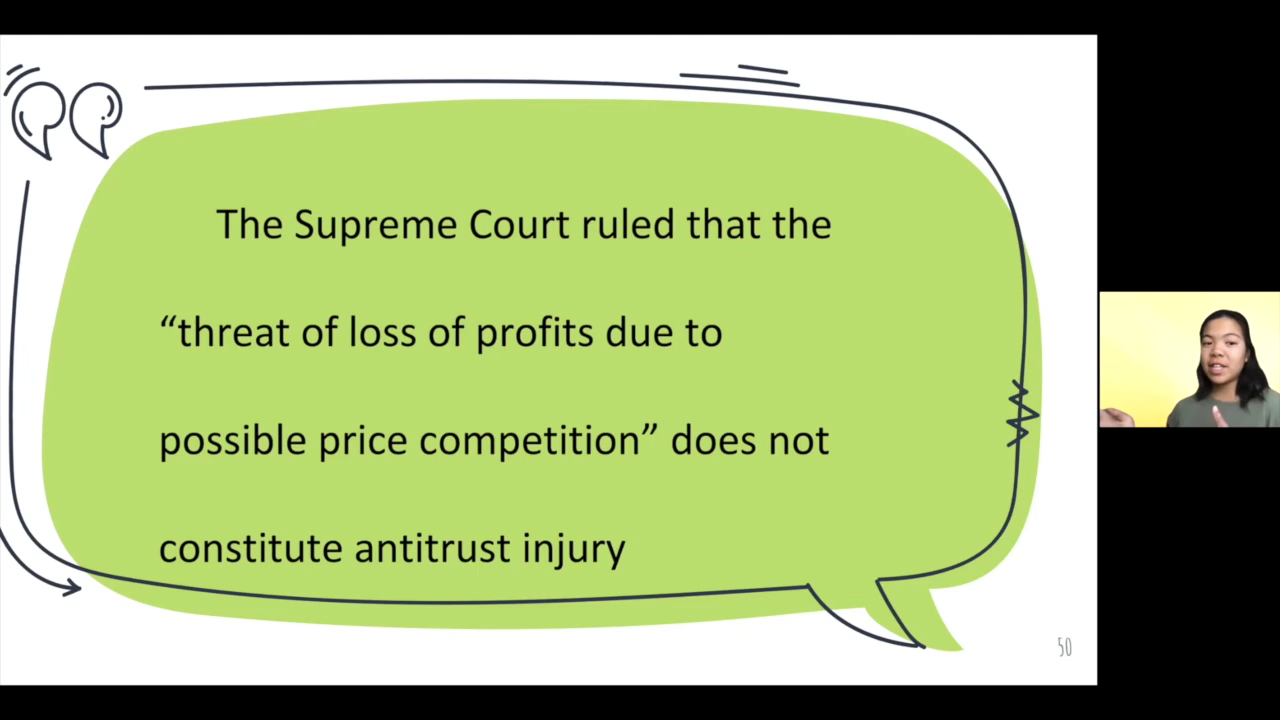 The Supreme Court ruled that the
“threat of loss of profits due to
possible price competition” does not
constitute antitrust injury
50